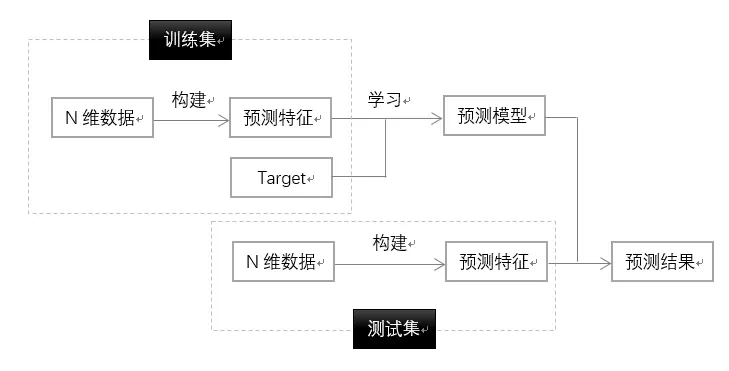 训练集
构建
学习
N 维数据
预测特征
预测模型
Target
构建
N 维数据
预测特征
预测结果
测试集